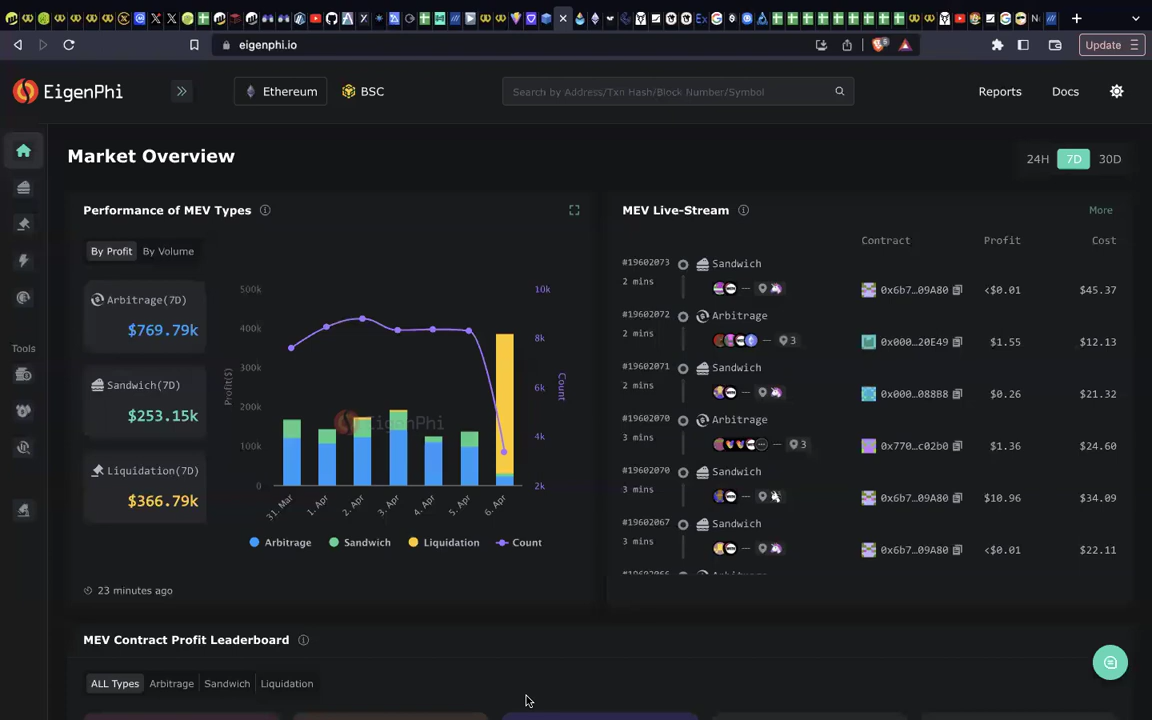 eigenphi.io
Update
EigenPhi
Ethereum
BSC
Search by Address/Txn Hash/Block Number/Symbol
Reports
Docs
Market Overview
24H 7D 30D
Performance of MEV Types
By Profit By Volume
Arbitrage(7D)
$769.79k
Sandwich(7D)
$253.15k
Liquidation(7D)
$366.79k
500k
400k
300k
200k
100k
0
Profit($)
10k
8k
6k
4k
2k
Count
EigenPhi
31. Mar 1. Apr 2. Apr 3. Apr 4. Apr 5. Apr 6. Apr
Arbitrage Sandwich Liquidation Count
23 minutes ago
MEV Live-Stream
More
Contract Profit Cost
#19602073 Sandwich
2 mins
0x6b7...09A80 <$0.01 $45.37
#19602072 Arbitrage
2 mins
3 0x000...20E49 $1.55 $12.13
#19602071 Sandwich
2 mins
0x000...088B8 $0.26 $21.32
#19602070 Arbitrage
3 mins
3 0x770...c02b0 $1.36 $24.60
#19602070 Sandwich
3 mins
0x6b7...09A80 $10.96 $34.09
#19602067 Sandwich
3 mins
0x6b7...09A80 <$0.01 $22.11
Tools
MEV Contract Profit Leaderboard
ALL Types Arbitrage Sandwich Liquidation